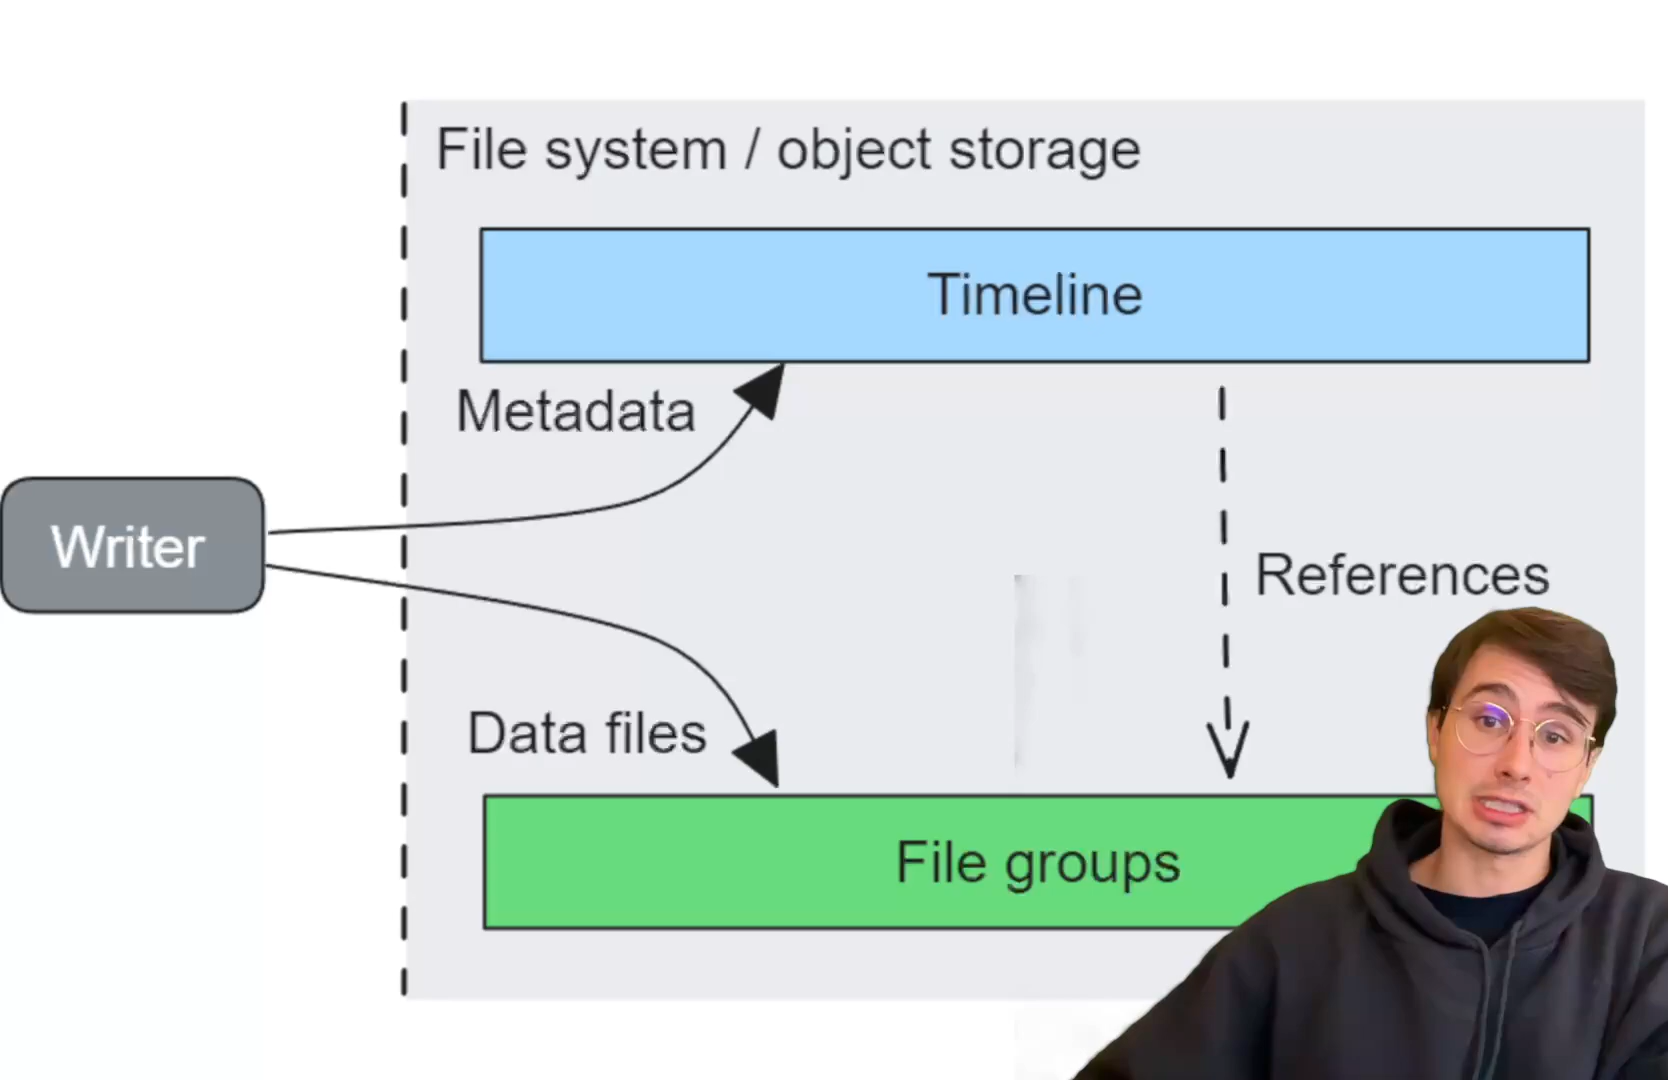 File system / object storage
Timeline
Metadata
Writer
References
Data files
File groups